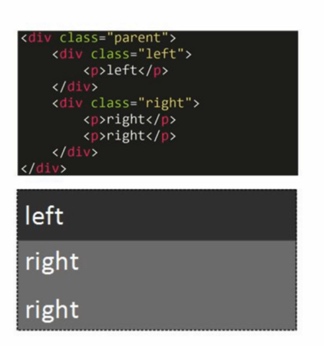 <div class="parent">
    <div class="left">
        <p>left</p>
    </div>
    <div class="right">
        <p>right</p>
        <p>right</p>
    </div>
</div>
left
right
right